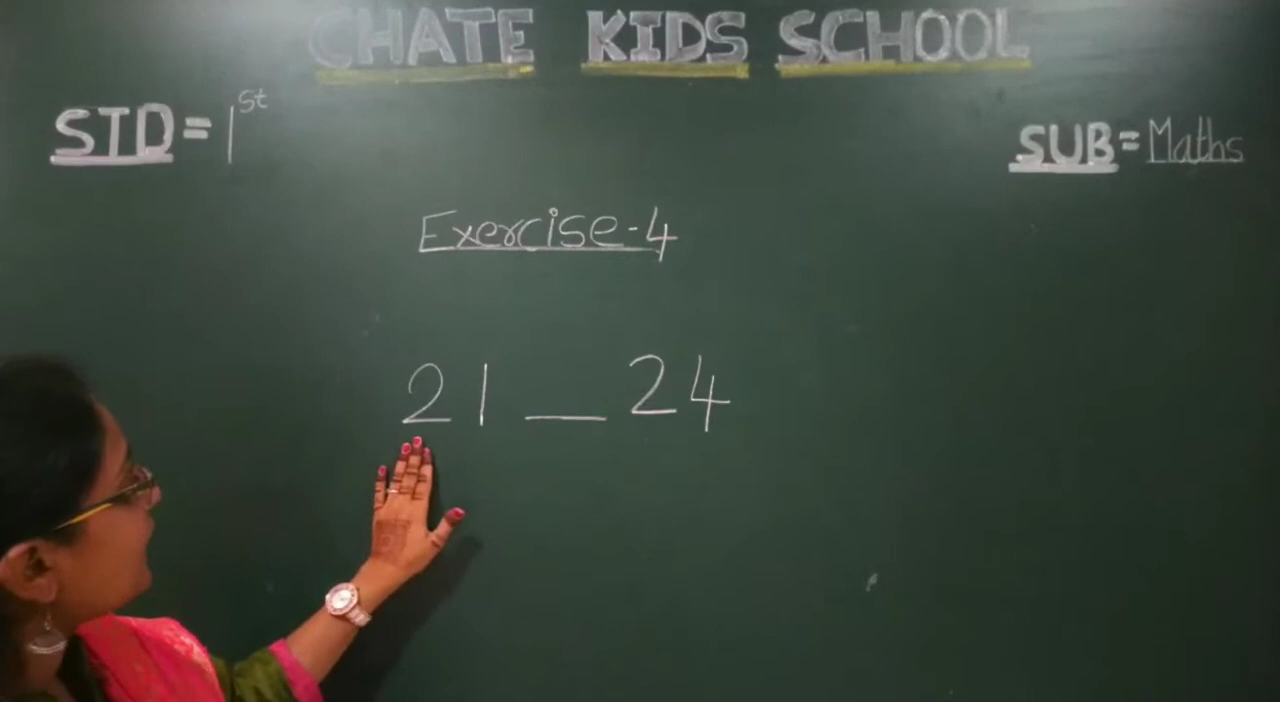 CHATE KIDS SCHOOL
STD = 1st
SUB = Maths
Exercise-4
21 __ 24